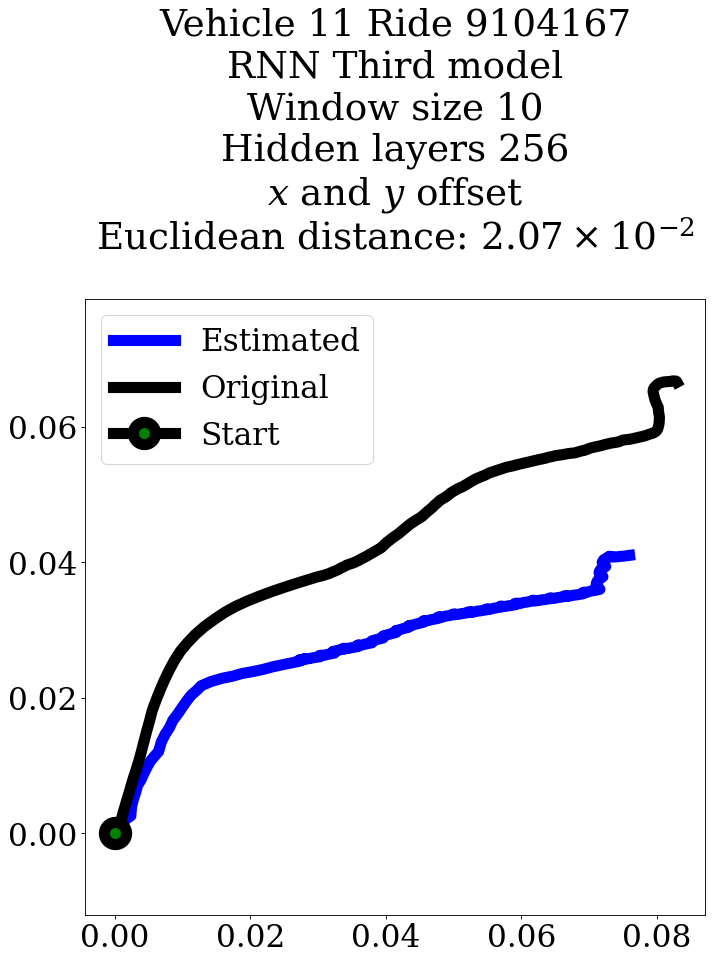 Vehicle 11 Ride 9104167
RNN Third model
Window size 10
Hidden layers 256
x and y offset
Euclidean distance: 2.07 × 10⁻²
Estimated
Original
Start
0.06
0.04
0.02
0.00
0.00 0.02 0.04 0.06 0.08